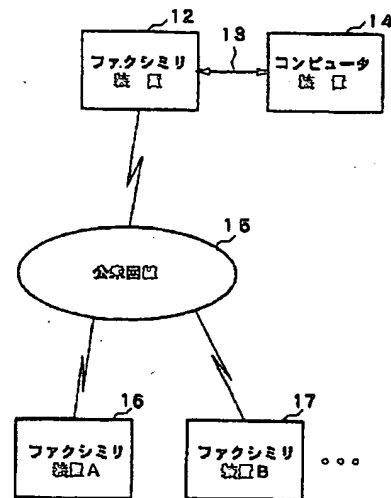 12
ファクシミリ
装置
13
14
コンピュータ
装置
15
公衆回線
16
ファクシミリ
装置A
17
ファクシミリ
装置B